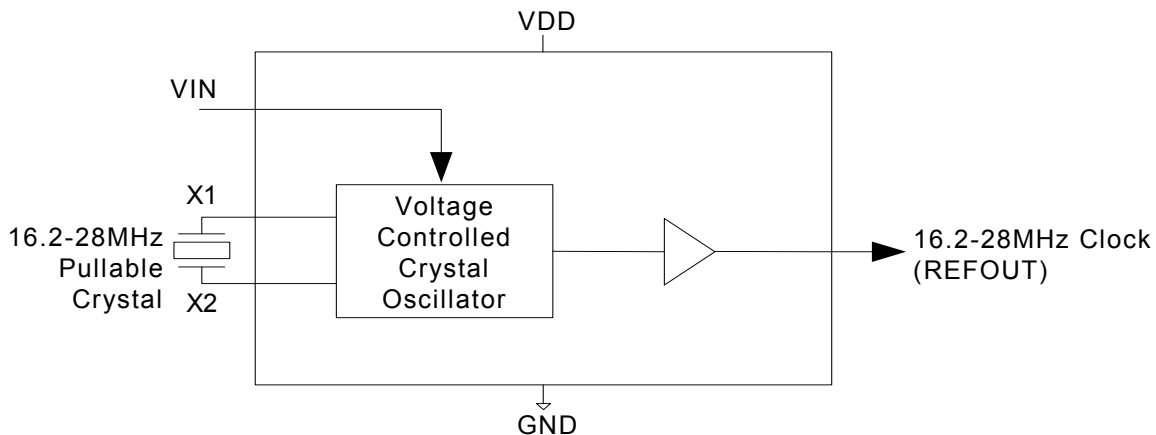 VDD
VIN
X1
16.2-28MHz
Pullable
Crystal
X2
Voltage
Controlled
Crystal
Oscillator
16.2-28MHz Clock
(REFOUT)
GND